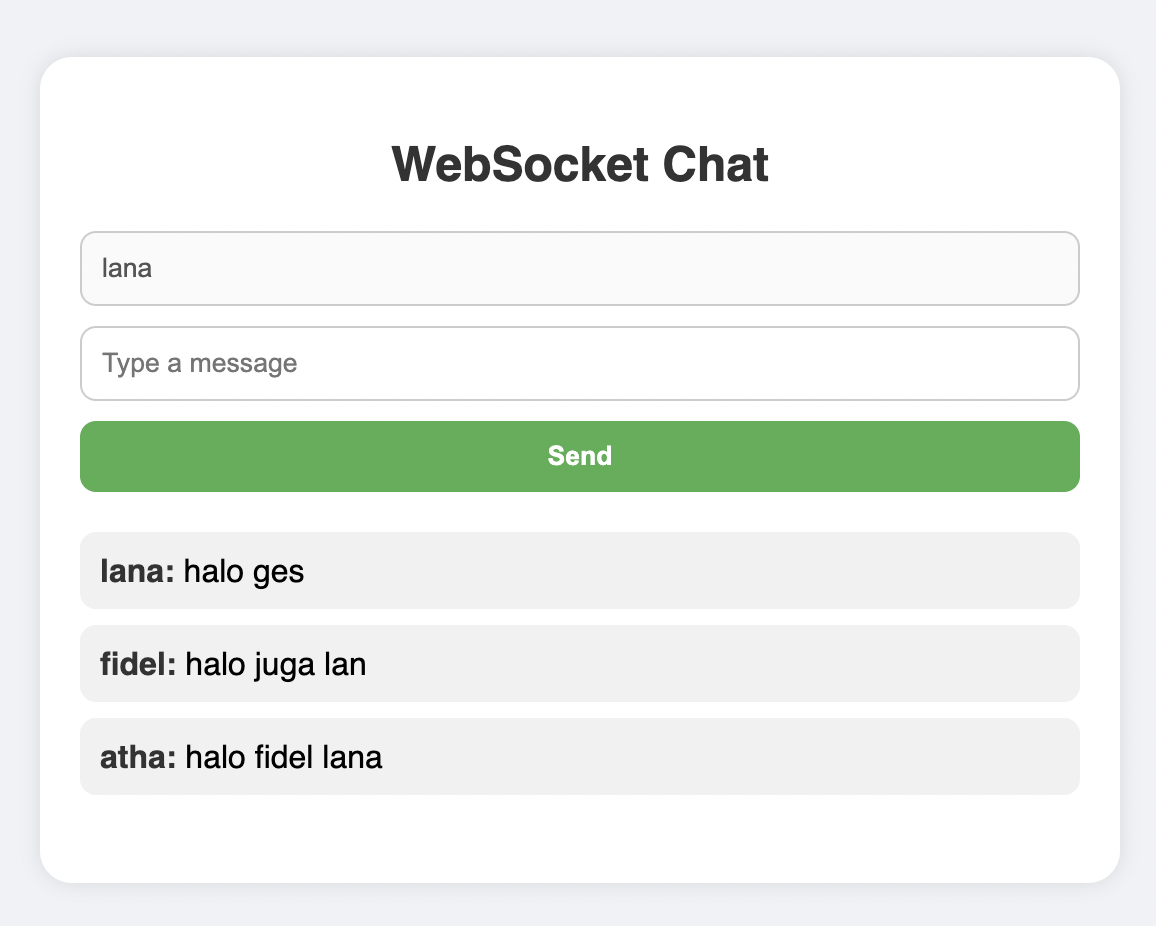 WebSocket Chat
lana
Type a message
Send
lana: halo ges
fidel: halo juga lan
atha: halo fidel lana